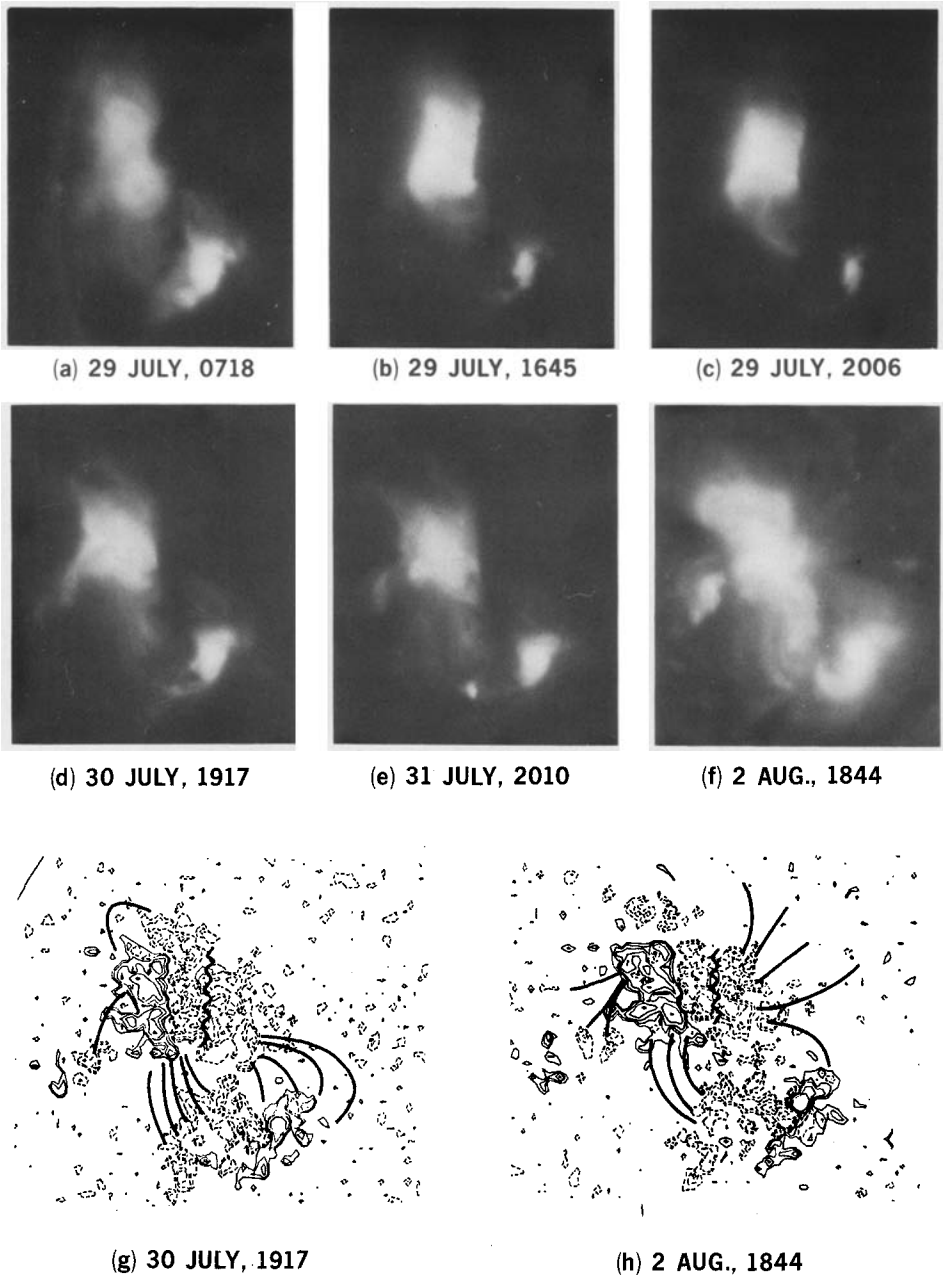 (a) 29 JULY, 0718
(b) 29 JULY, 1645
(c) 29 JULY, 2006
(d) 30 JULY, 1917
(e) 31 JULY, 2010
(f) 2 AUG., 1844
(g) 30 JULY, 1917
(h) 2 AUG., 1844